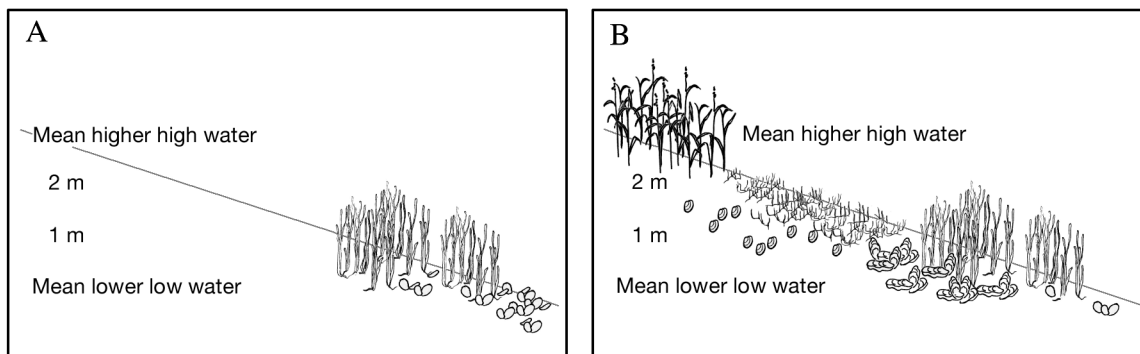 A
Mean higher high water
2 m
1 m
Mean lower low water
B
Mean higher high water
2 m
1 m
Mean lower low water